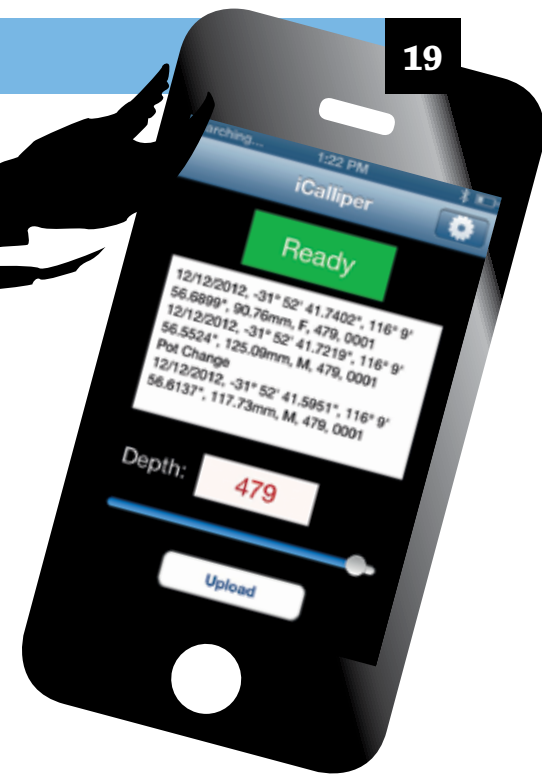 19
arching...
1:22 PM
iCalliper
Ready
12/12/2012, -31° 52' 41.7402", 116° 9'
56.6899", 90.76mm, F, 479, 0001
12/12/2012, -31° 52' 41.7219", 116° 9'
56.5524", 125.09mm, M, 479, 0001
Pot Change
12/12/2012, -31° 52' 41.5951", 116° 9'
56.6137", 117.73mm, M, 479, 0001
Depth:
479
Upload